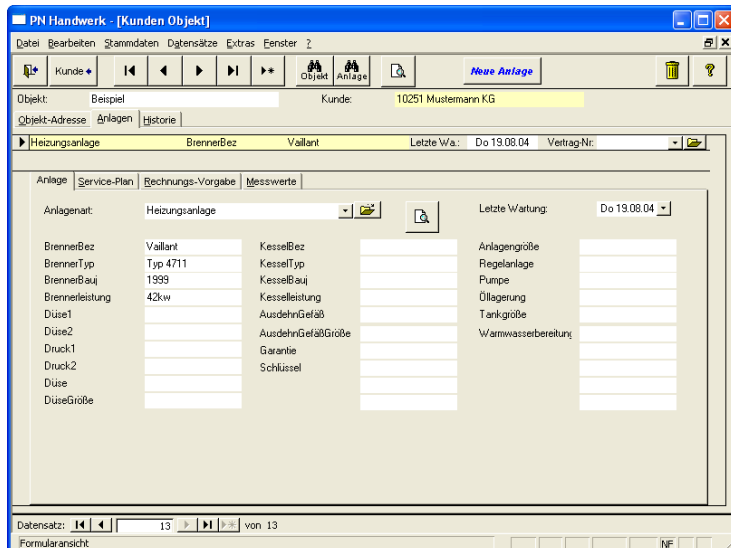 PN Handwerk - [Kunden Objekt]
Datei Bearbeiten Stammdaten Datensätze Extras Fenster ?
Kunde Objekt Anlage Neue Anlage ?
Objekt: Beispiel Kunde: 10251 Mustermann KG
Objekt-Adresse Anlagen Historie
Heizungsanlage BrennerBez Vaillant Letzte Wa.: Do 19.08.04 Vertrag-Nr:
Anlage Service-Plan Rechnungs-Vorgabe Messwerte
Anlagenart: Heizungsanlage Letzte Wartung: Do 19.08.04
BrennerBez Vaillant KesselBez Anlagengröße
BrennerTyp Typ 4711 KesselTyp Regelanlage
BrennerBauj 1999 KesselBauj Pumpe
Brennerleistung 42kw Kesselleistung Öllagerung
Düse1 AusdehnGefäß Tankgröße
Düse2 AusdehnGefäßGröße Warmwasserbereitung
Druck1 Garantie
Druck2 Schlüssel
Düse
DüseGröße
Datensatz: 13 von 13
Formularansicht NF